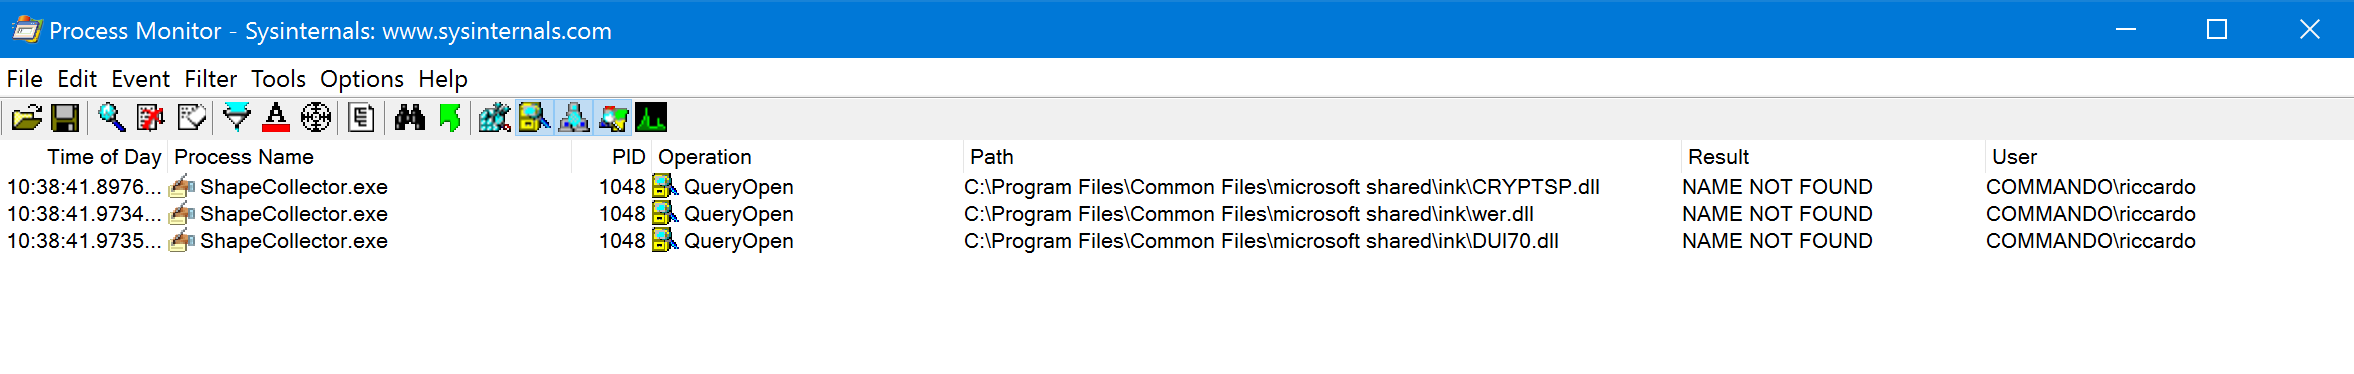 Process Monitor - Sysinternals: www.sysinternals.com
File Edit Event Filter Tools Options Help
Time of Day Process Name PID Operation Path Result User
10:38:41.8976... ShapeCollector.exe 1048 QueryOpen C:\Program Files\Common Files\microsoft shared\ink\CRYPTSP.dll NAME NOT FOUND COMMANDO\riccardo
10:38:41.9734... ShapeCollector.exe 1048 QueryOpen C:\Program Files\Common Files\microsoft shared\ink\wer.dll NAME NOT FOUND COMMANDO\riccardo
10:38:41.9735... ShapeCollector.exe 1048 QueryOpen C:\Program Files\Common Files\microsoft shared\ink\DUI70.dll NAME NOT FOUND COMMANDO\riccardo